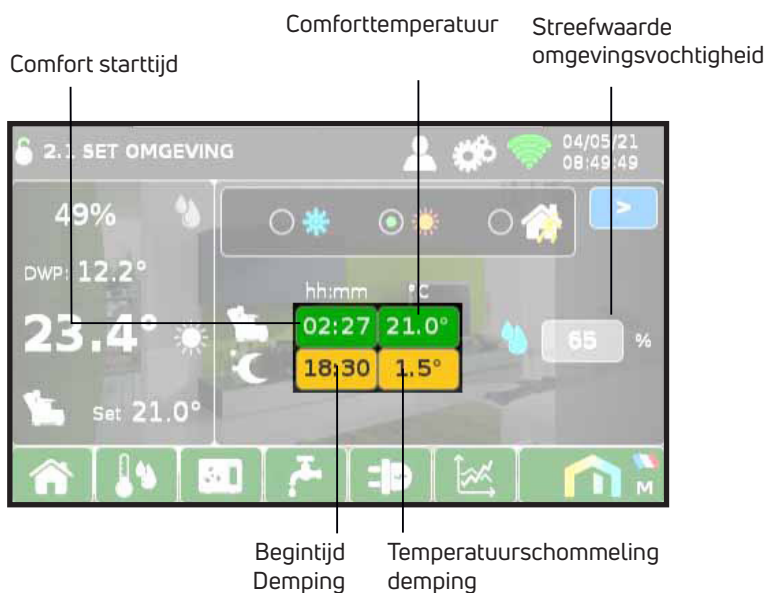 Comforttemperatuur
Streefwaarde
omgevingsvochtigheid
Comfort starttijd
2.1 SET OMGEVING
04/05/21
08:49:49
49%
>
DWP: 12.2°
hh:mm °C
23.4°
02:27 21.0°
65 %
18:30 1.5°
Set 21.0°
M
Begintijd
Demping
Temperatuurschommeling
demping